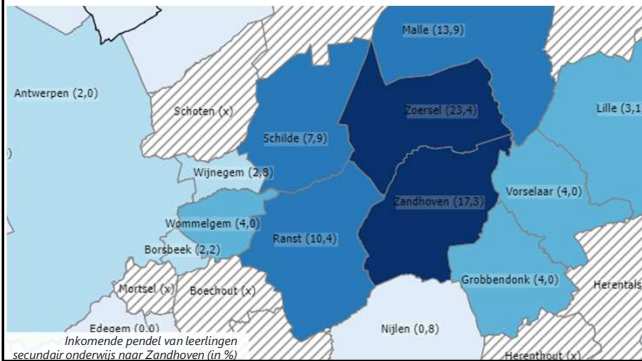 Malle (13,9)
Antwerpen (2,0)
Schoten (x)
Zoersel (23,4)
Lille (3,1
Schilde (7,9)
Wijnegem (2,8)
Vorselaar (4,0)
Zandhoven (17,3)
Wommelgem (4,0)
Ranst (10,4)
Borsbeek (2,2)
Grobbendonk (4,0)
Mortsel (x)
Boechout (x)
Herentals
Edegem (0,0)
Nijlen (0,8)
Inkomende pendel van leerlingen
secundair onderwijs naar Zandhoven (in %)
Herenthout (x)